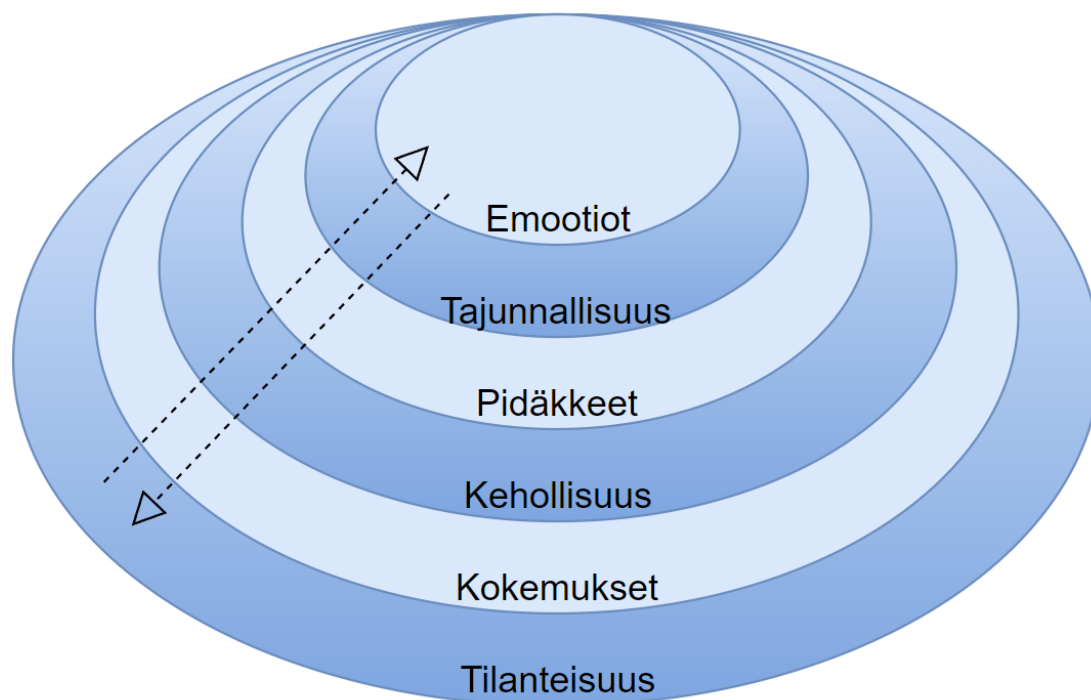 Emootiot
Tajunnallisuus
Pidäkkeet
Kehollisuus
Kokemukset
Tilanteisuus